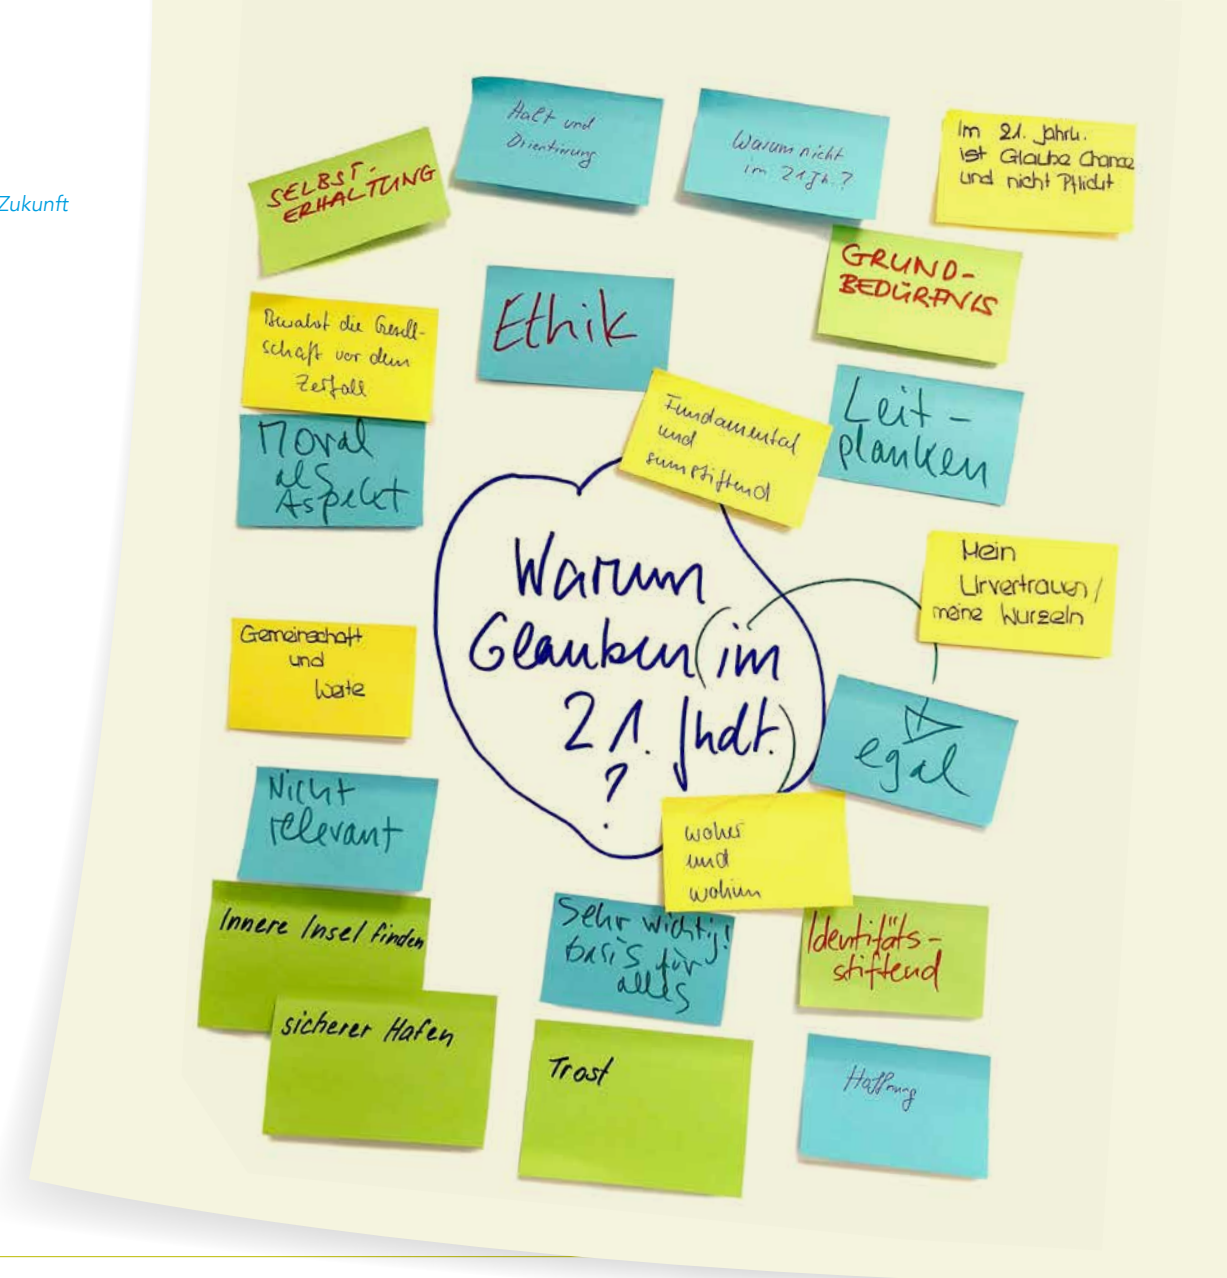 Zukunft
SELBST-
ERHALTUNG
Halt und
Orientierung
Warum nicht
im 21 Jh.?
Im 21. Jahrh.
ist Glaube Chance
und nicht Pflicht
GRUND-
BEDÜRFNIS
Ethik
Bewahrt die Gesell-
schaft vor dem
Zerfall
Fundamental
und
sinnstiftend
Leit-
planken
Moral
als
Aspekt
Warum
Glauben (im
21. Jhdt.)
?
Mein
Urvertrauen/
meine Wurzeln
Gemeinschaft
und
Weite
egal
Nicht
relevant
woher
und
wohin
Innere Insel finden
Sehr wichtig!
basis für
alles
Identitäts-
stiftend
sicherer Hafen
Trost
Hoffnung